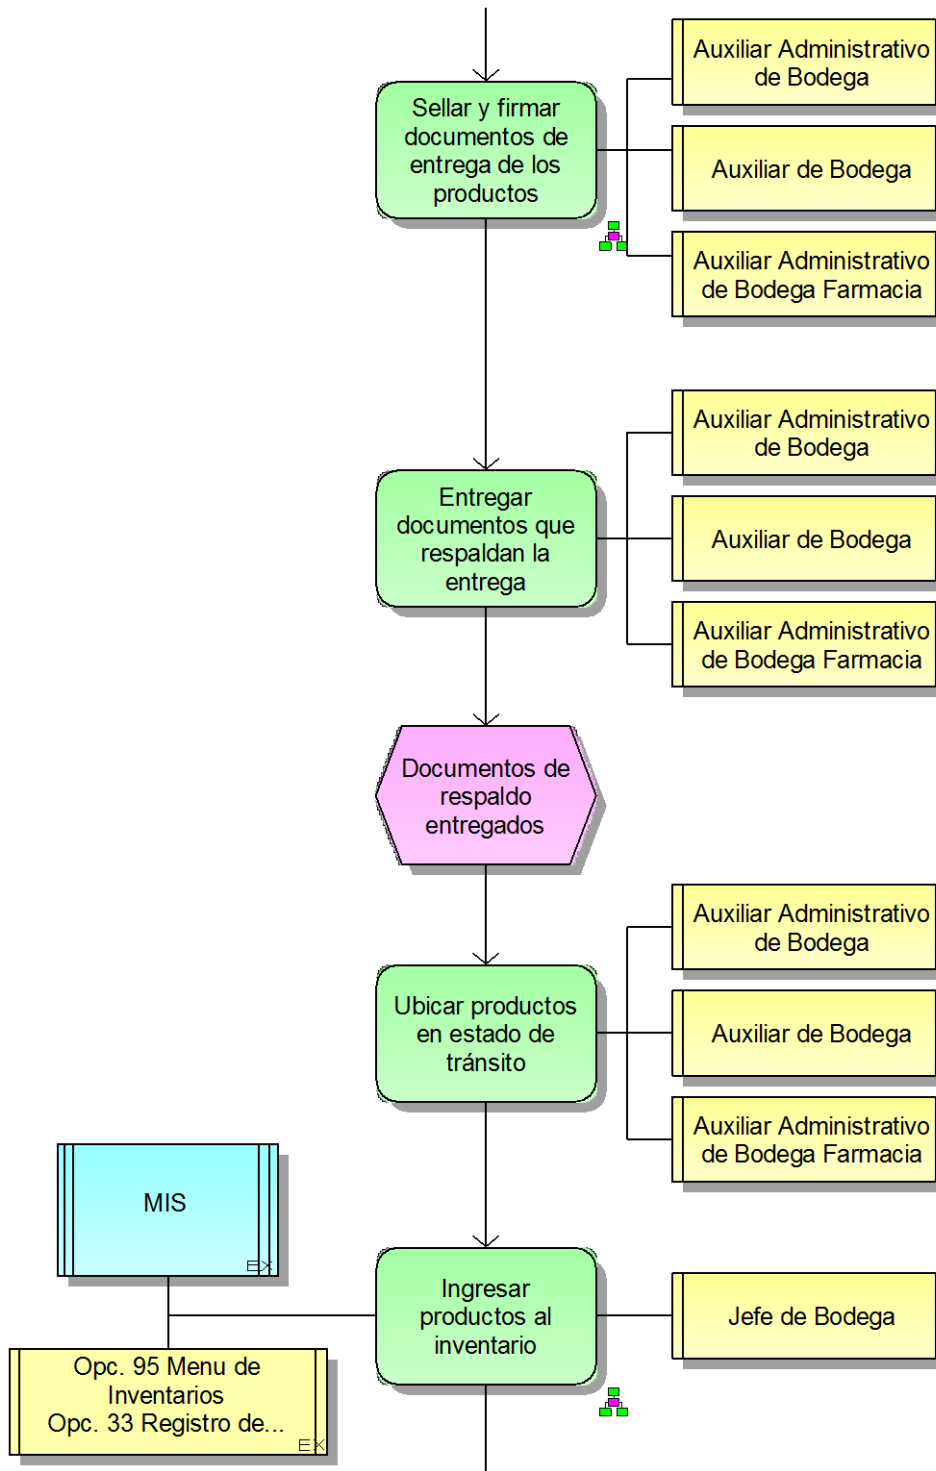 Sellar y firmar
documentos de
entrega de los
productos
Auxiliar Administrativo
de Bodega
Auxiliar de Bodega
Auxiliar Administrativo
de Bodega Farmacia
Entregar
documentos que
respaldan la
entrega
Auxiliar Administrativo
de Bodega
Auxiliar de Bodega
Auxiliar Administrativo
de Bodega Farmacia
Documentos de
respaldo
entregados
Ubicar productos
en estado de
tránsito
Auxiliar Administrativo
de Bodega
Auxiliar de Bodega
Auxiliar Administrativo
de Bodega Farmacia
MIS
EX
Ingresar
productos al
inventario
Jefe de Bodega
Opc. 95 Menu de
Inventarios
Opc. 33 Registro de...
EX